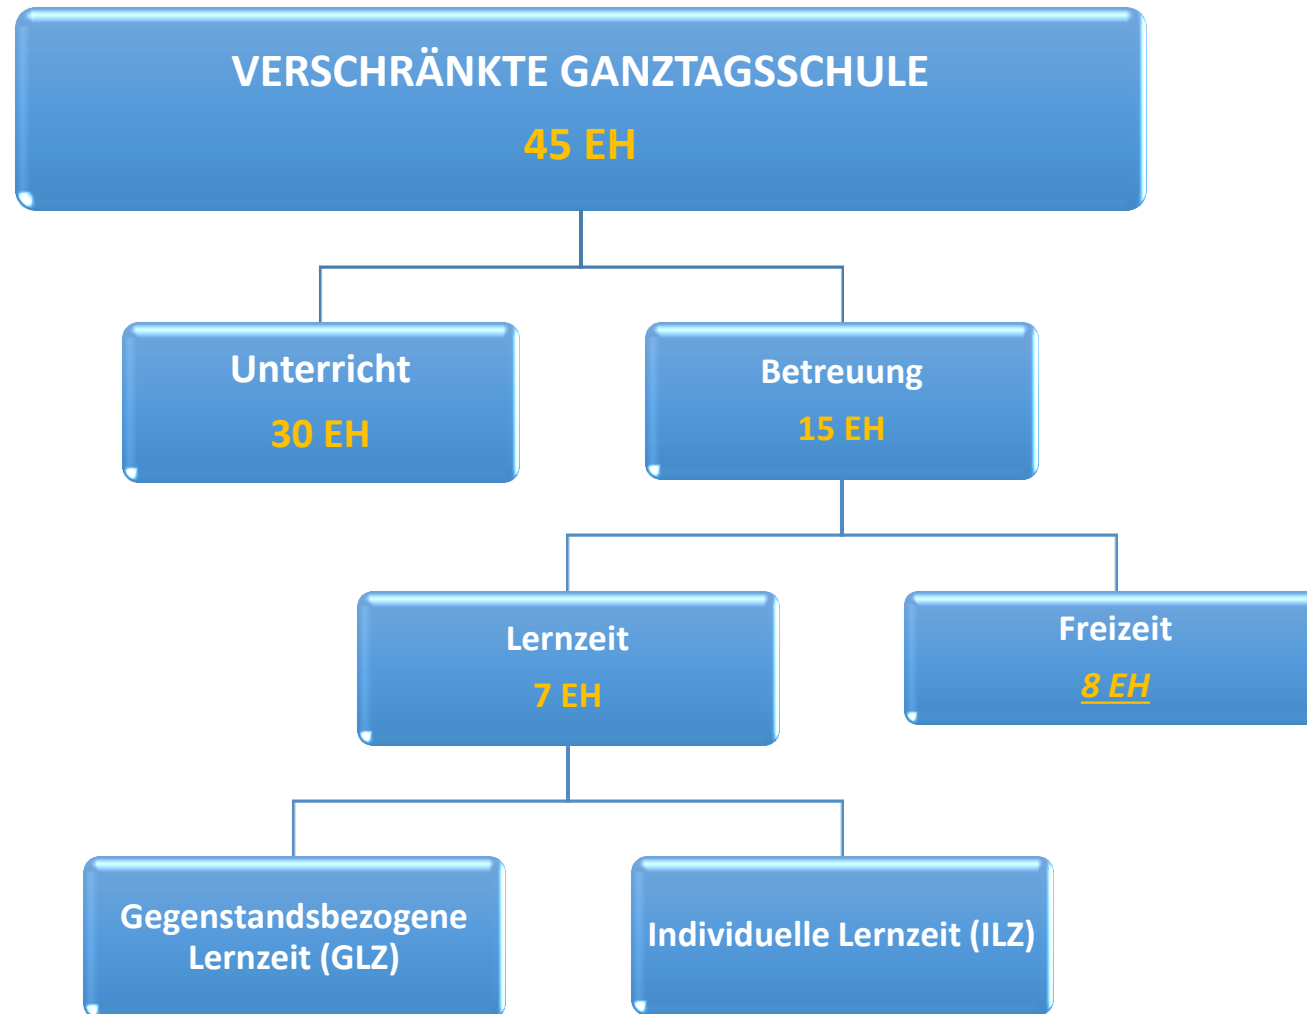 VERSCHRÄNKTE GANZTAGSSCHULE
45 EH
Unterricht
30 EH
Betreuung
15 EH
Lernzeit
7 EH
Freizeit
8 EH
Gegenstandsbezogene
Lernzeit (GLZ)
Individuelle Lernzeit (ILZ)